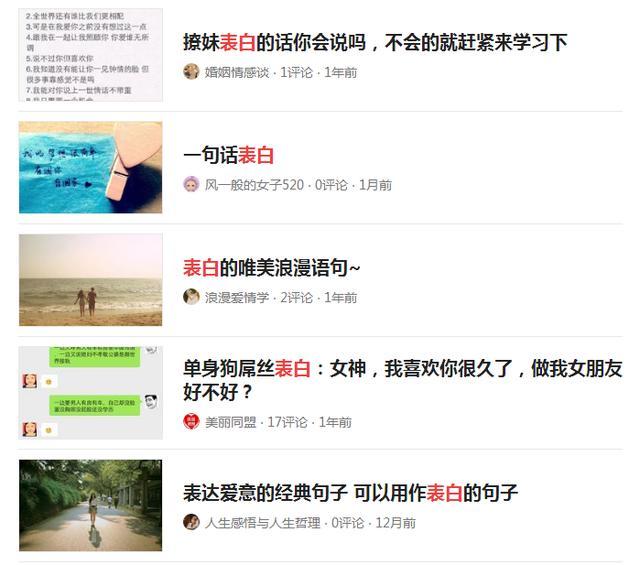 2.全世界还有谁比我们更相配
3.可是在我爱你之前没有想过这一点
4.跟我在一起让我照顾你 你爱谁无所
谓
5.说不过你但喜欢你
6.我知道没有能让你一见钟情的脸 但
很多事靠感觉不是吗
7.我能对你说上一世情话不带重
撩妹表白的话你会说吗，不会的就赶紧来学习下
婚姻情感谈 · 1评论 · 1年前
一句话表白
风一般的女子520 · 0评论 · 1月前
表白的唯美浪漫语句~
浪漫爱情学 · 2评论 · 1年前
单身狗屌丝表白：女神，我喜欢你很久了，做我女朋友
好不好？
美丽同盟 · 17评论 · 1年前
表达爱意的经典句子 可以用作表白的句子
人生感悟与人生哲理 · 0评论 · 12月前